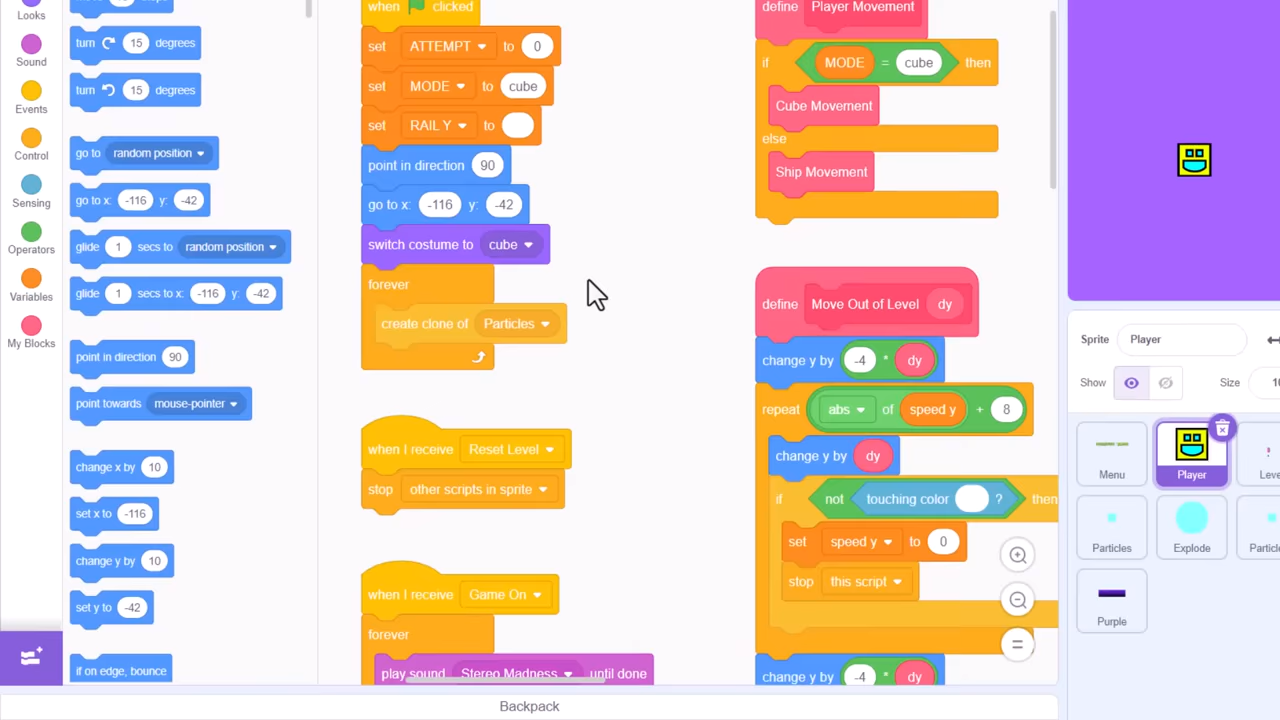 Looks
Sound
Events
Control
Sensing
Operators
Variables
My Blocks
turn 15 degrees
turn 15 degrees
go to random position
go to x: -116 y: -42
glide 1 secs to random position
glide 1 secs to x: -116 y: -42
point in direction 90
point towards mouse-pointer
change x by 10
set x to -116
change y by 10
set y to -42
if on edge, bounce
when clicked
set ATTEMPT to 0
set MODE to cube
set RAIL Y to
point in direction 90
go to x: -116 y: -42
switch costume to cube
forever
create clone of Particles
when I receive Reset Level
stop other scripts in sprite
when I receive Game On
forever
play sound Stereo Madness until done
define Player Movement
if MODE = cube then
Cube Movement
else
Ship Movement
define Move Out of Level dy
change y by -4 * dy
repeat abs of speed y + 8
change y by dy
if not touching color ? then
set speed y to 0
stop this script
change y by -4 * dy
Sprite Player
Show Size 10
Menu
Player
Leve
Particles
Explode
Particle
Purple
Backpack